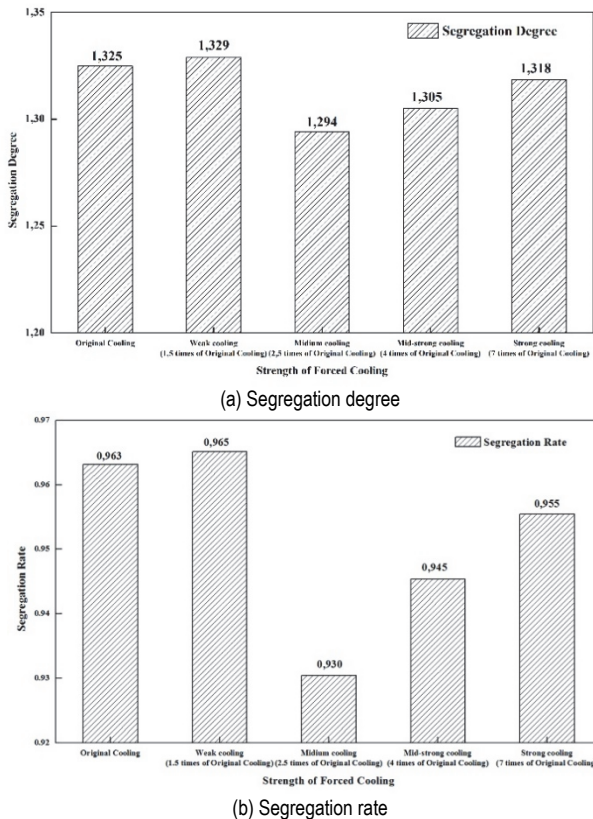 1,35
Segregation Degree
1,325
1,329
1,318
1,305
1,30
1,294
Segregation Degree
1,25
1,20
Original Cooling Weak cooling Midium cooling Mid-strong cooling Strong cooling
(1.5 times of Original Cooling) (2,5 times of Original Cooling) (4 times of Original Cooling) (7 times of Original Cooling)
Strength of Forced Cooling
(a) Segregation degree
0.97
Segregation Rate
0,963
0,965
0.96
0,955
0.95
0,945
Segregation Rate
0.94
0,930
0.93
0.92
Original Cooling Weak cooling Midium cooling Mid-strong cooling Strong cooling
(1.5 times of Original Cooling) (2.5 times of Original Cooling) (4 times of Original Cooling) (7 times of Original Cooling
Strength of Forced Cooling
(b) Segregation rate